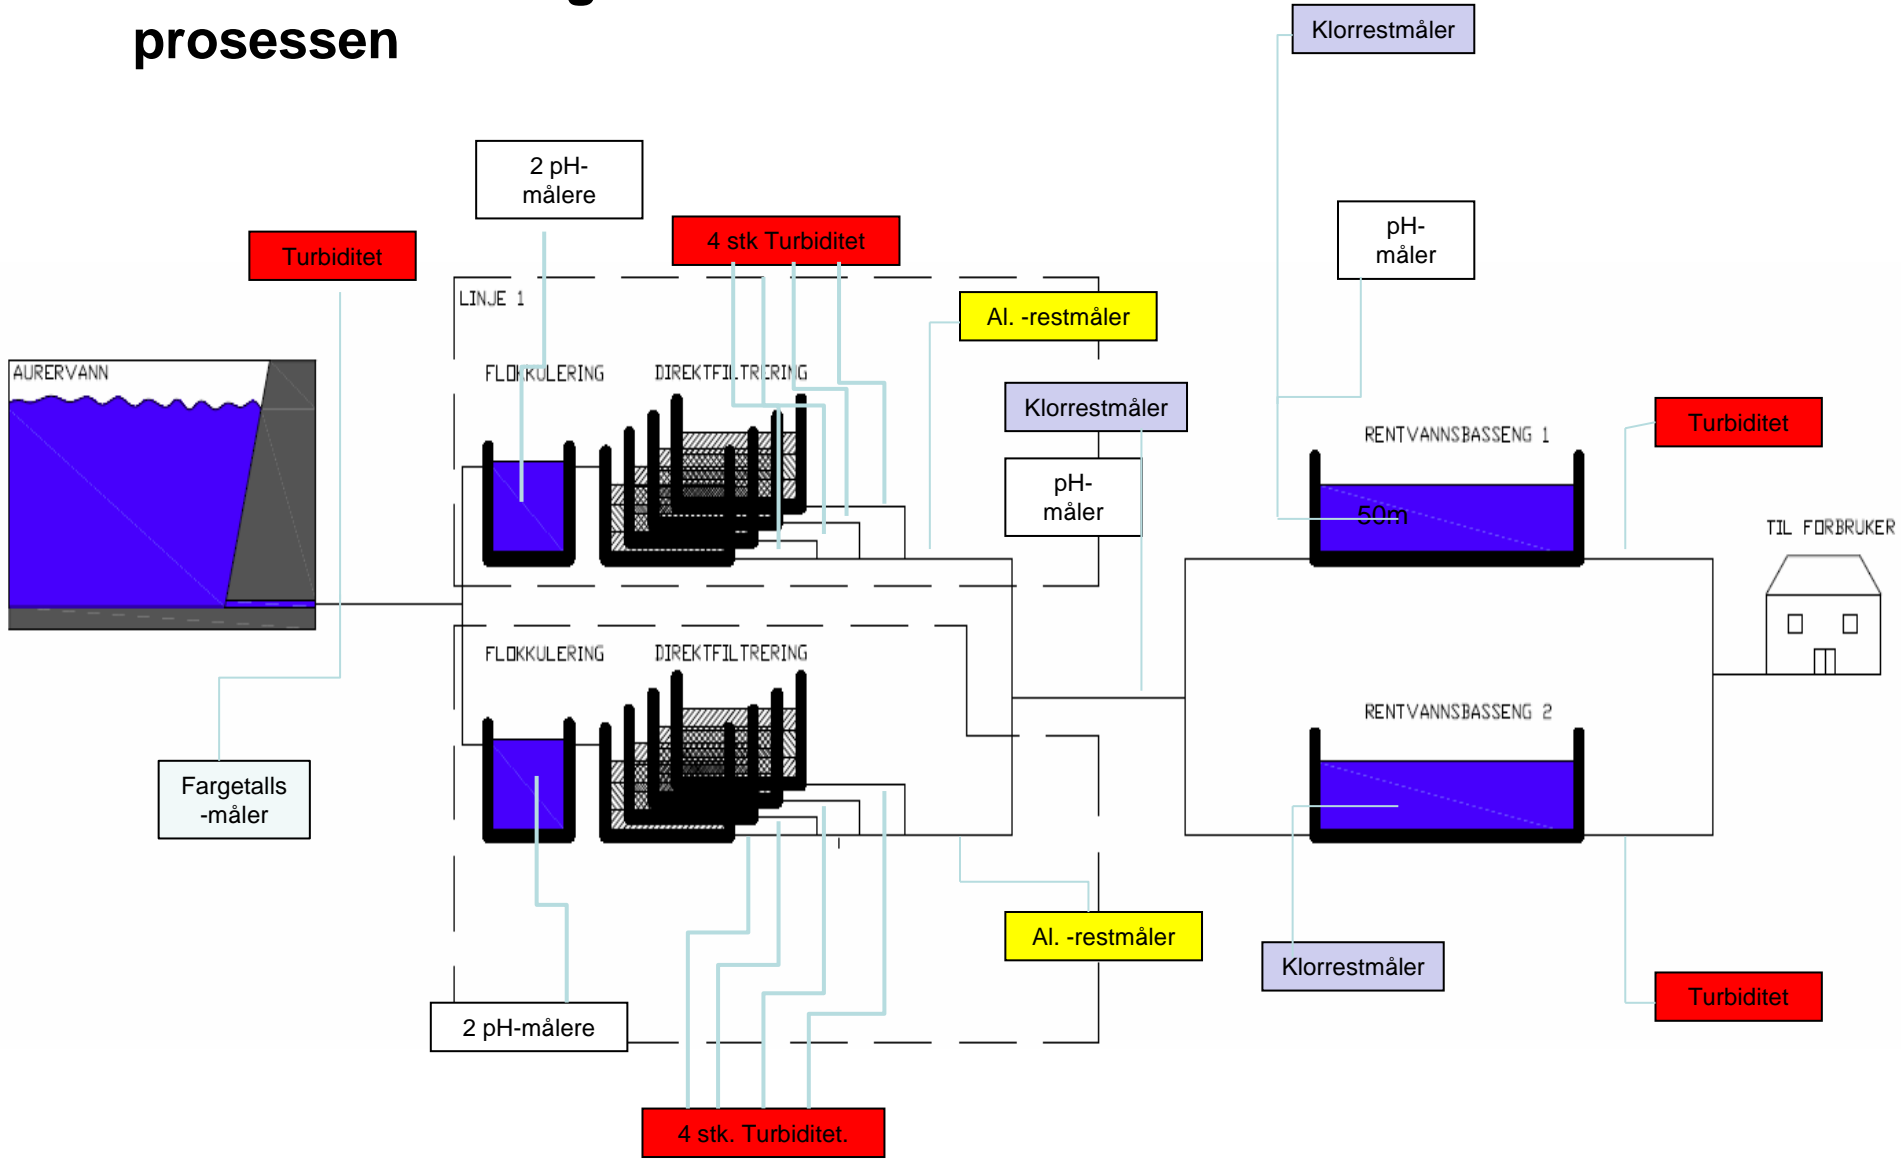 prosessen
Klorrestmåler
2 pH-
målere
4 stk Turbiditet
pH-
måler
Turbiditet
LINJE 1
Al. -restmåler
AURERVANN
FLOKKULERING
DIREKTFILTRERING
Klorrestmåler
Turbiditet
RENTVANNSBASSENG 1
pH-
måler
50m
TIL FORBRUKER
FLOKKULERING
DIREKTFILTRERING
RENTVANNSBASSENG 2
Fargetalls
-måler
Al. -restmåler
Klorrestmåler
Turbiditet
2 pH-målere
4 stk. Turbiditet.